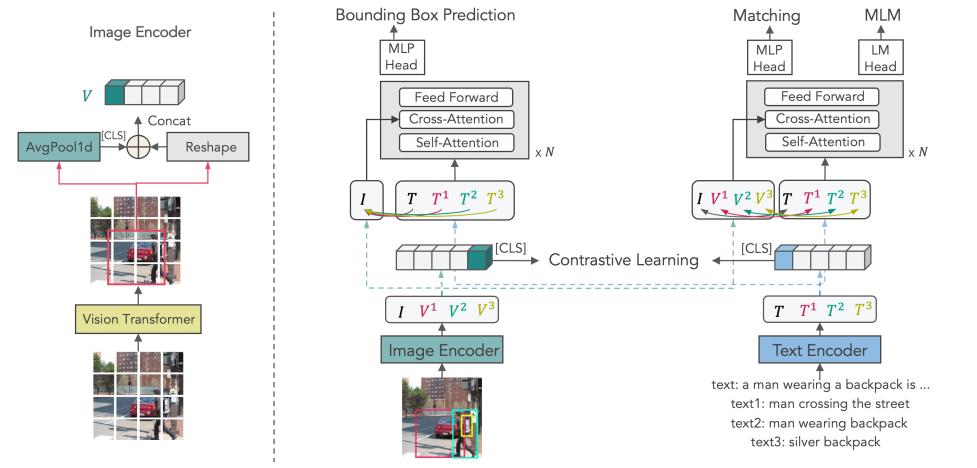 Image Encoder
V
Concat
[CLS]
AvgPool1d
Reshape
Vision Transformer
Bounding Box Prediction
MLP
Head
Feed Forward
Cross-Attention
Self-Attention
x N
I
T T¹ T² T³
[CLS]
Contrastive Learning
I V¹ V² V³
Image Encoder
Matching
MLM
MLP
Head
LM
Head
Feed Forward
Cross-Attention
Self-Attention
x N
I V¹ V² V³
T T¹ T² T³
[CLS]
T T¹ T² T³
Text Encoder
text: a man wearing a backpack is ...
text1: man crossing the street
text2: man wearing backpack
text3: silver backpack